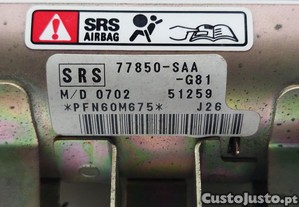 SRS
AIRBAG
SRS 77850-SAA
-G81
M/D 0702 51259
*PFN60M675* J26
CustoJusto.pt